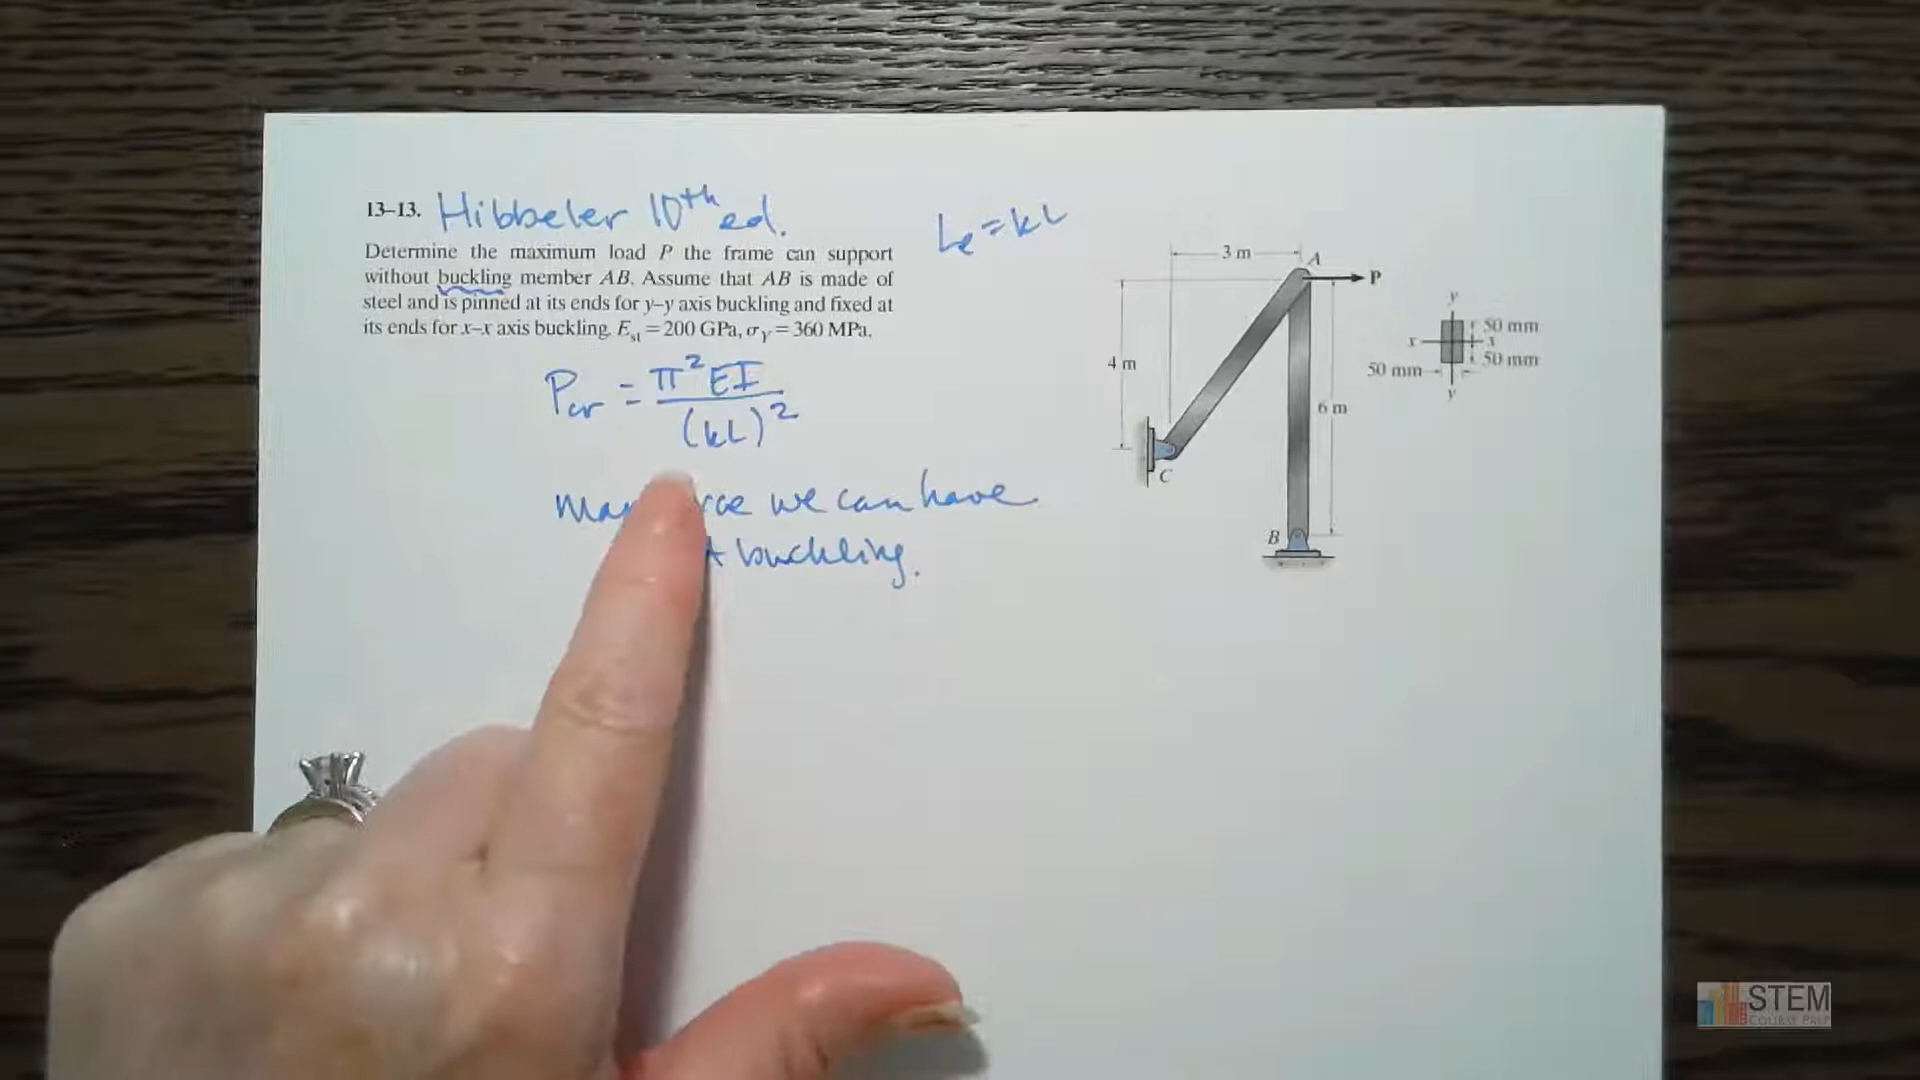 13–13. Hibbeler 10th ed.
Determine the maximum load P the frame can support
without buckling member AB. Assume that AB is made of
steel and is pinned at its ends for y–y axis buckling and fixed at
its ends for x–x axis buckling. Est = 200 GPa, σY = 360 MPa.
Le = kL
Pcr = π²EI
(kL)²
we can have
buckling.
3 m
A
P
4 m
C
6 m
B
y
50 mm
x
x
50 mm
50 mm
y
STEM
COURSE PREP